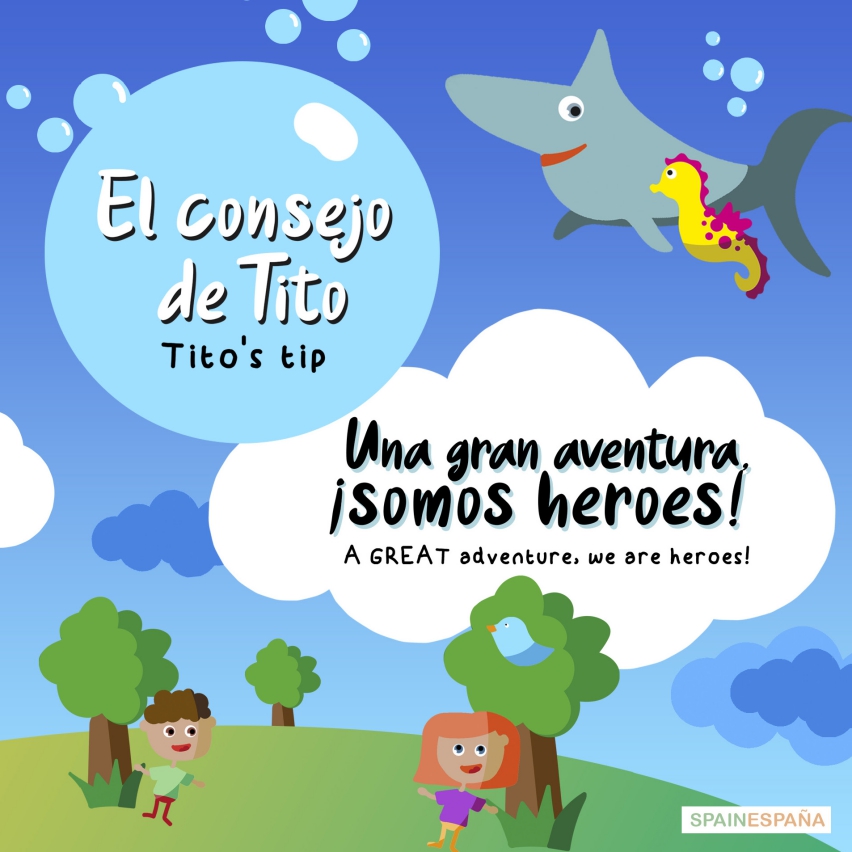 El consejo
de Tito
Tito's tip
Una gran aventura,
¡somos heroes!
A GREAT adventure, we are heroes!
SPAINESPAÑA